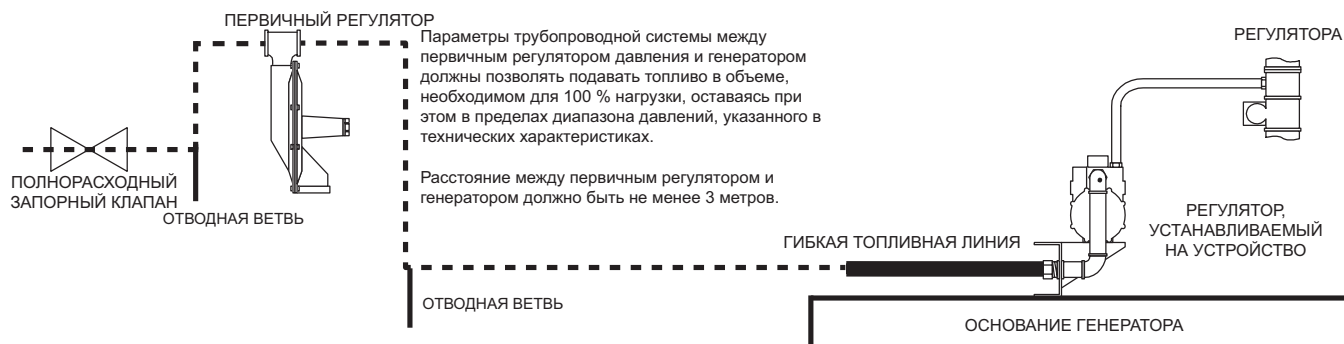 ПЕРВИЧНЫЙ РЕГУЛЯТОР
Параметры трубопроводной системы между
первичным регулятором давления и генератором
должны позволять подавать топливо в объеме,
необходимом для 100 % нагрузки, оставаясь при
этом в пределах диапазона давлений, указанного в
технических характеристиках.
Расстояние между первичным регулятором и
генератором должно быть не менее 3 метров.
РЕГУЛЯТОРА
ПОЛНОРАСХОДНЫЙ
ЗАПОРНЫЙ КЛАПАН
ОТВОДНАЯ ВЕТВЬ
РЕГУЛЯТОР,
УСТАНАВЛИВАЕМЫЙ
НА УСТРОЙСТВО
ГИБКАЯ ТОПЛИВНАЯ ЛИНИЯ
ОТВОДНАЯ ВЕТВЬ
ОСНОВАНИЕ ГЕНЕРАТОРА